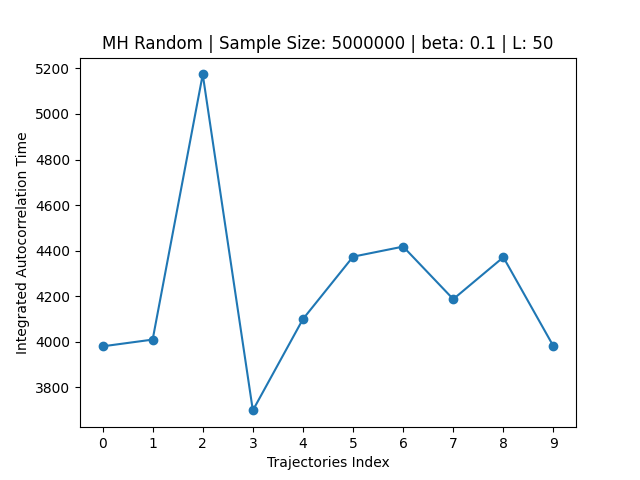 MH Random | Sample Size: 5000000 | beta: 0.1 | L: 50
Integrated Autocorrelation Time
5200
5000
4800
4600
4400
4200
4000
3800
0 1 2 3 4 5 6 7 8 9
Trajectories Index